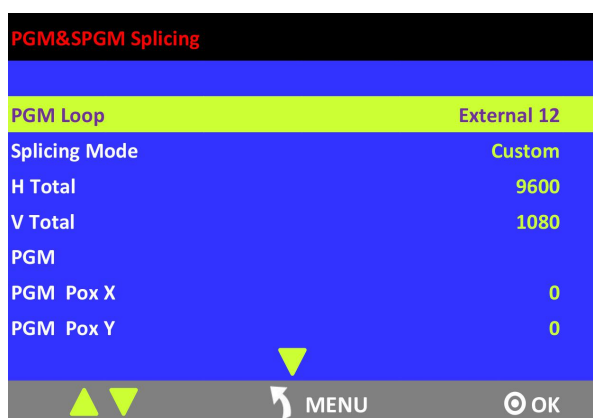 PGM&SPGM Splicing
PGM Loop External 12
Splicing Mode Custom
H Total 9600
V Total 1080
PGM
PGM Pox X 0
PGM Pox Y 0
MENU OK